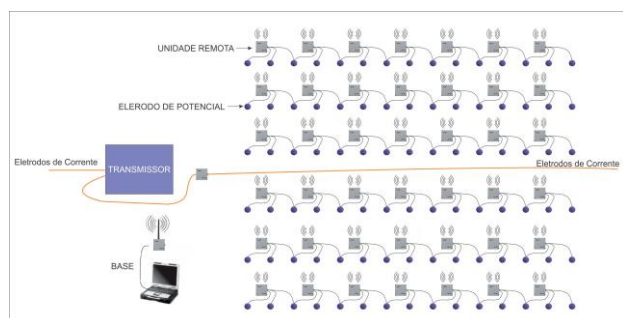 UNIDADE REMOTA
ELERODO DE POTENCIAL
Eletrodos de Corrente
TRANSMISSOR
Eletrodos de Corrente
BASE